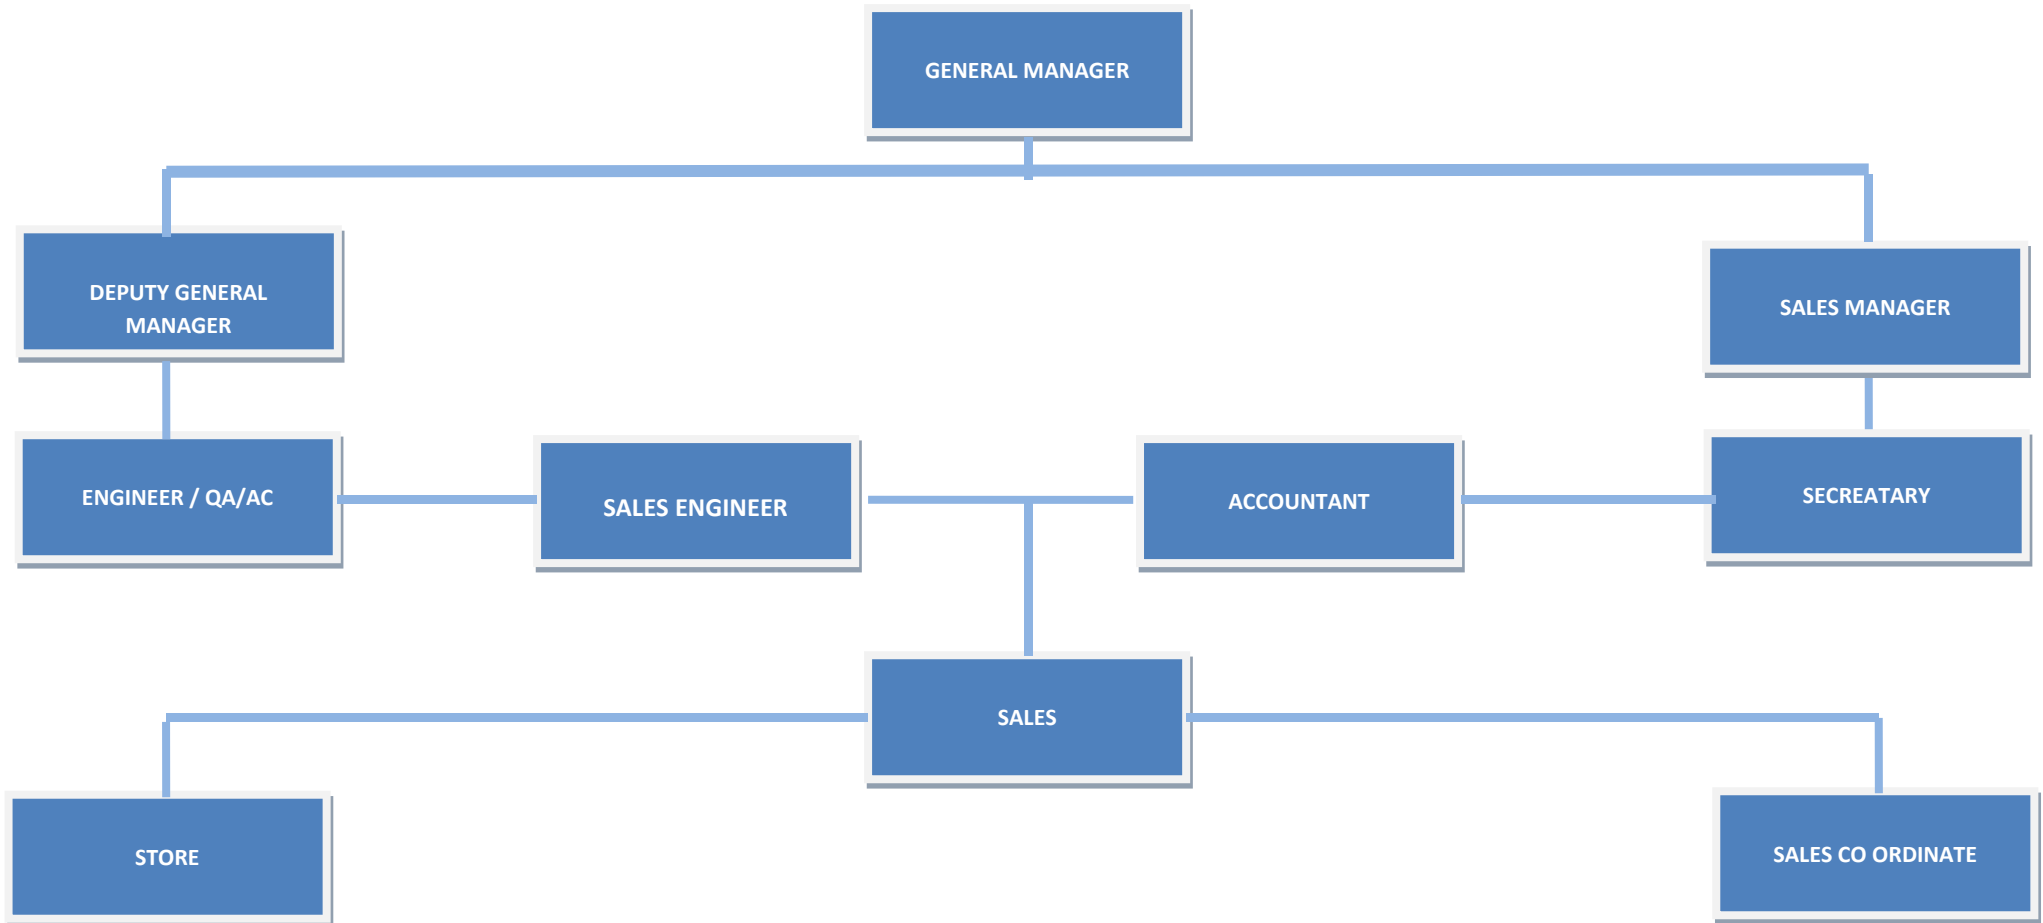 GENERAL MANAGER
DEPUTY GENERAL
MANAGER
SALES MANAGER
ENGINEER / QA/AC
SALES ENGINEER
ACCOUNTANT
SECREATARY
SALES
STORE
SALES CO ORDINATE